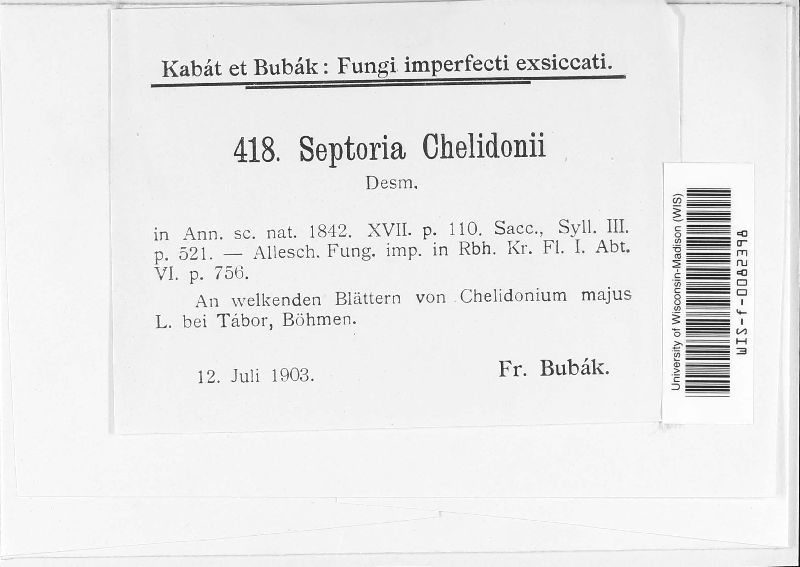 Kabát et Bubák: Fungi imperfecti exsiccati.
418. Septoria Chelidonii
Desm.
in Ann. sc. nat. 1842. XVII. p. 110. Sacc., Syll. III.
p. 521. — Allesch. Fung. imp. in Rbh. Kr. Fl. I. Abt.
VI. p. 756.
An welkenden Blättern von Chelidonium majus
L. bei Tábor, Böhmen.
12. Juli 1903.
Fr. Bubák.
University of Wisconsin-Madison (WIS)
WIS-f-0082398